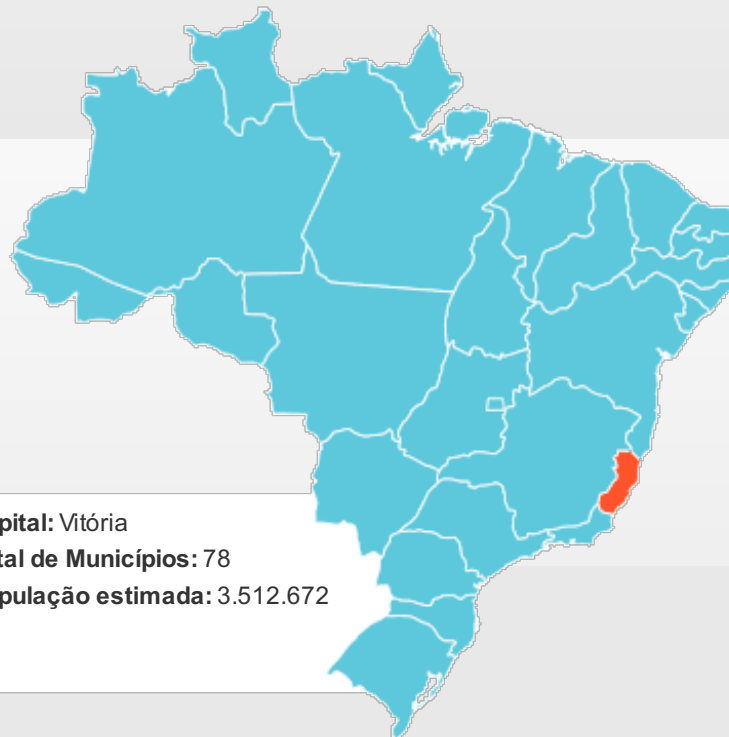 pital: Vitória
tal de Municípios: 78
pulação estimada: 3.512.672